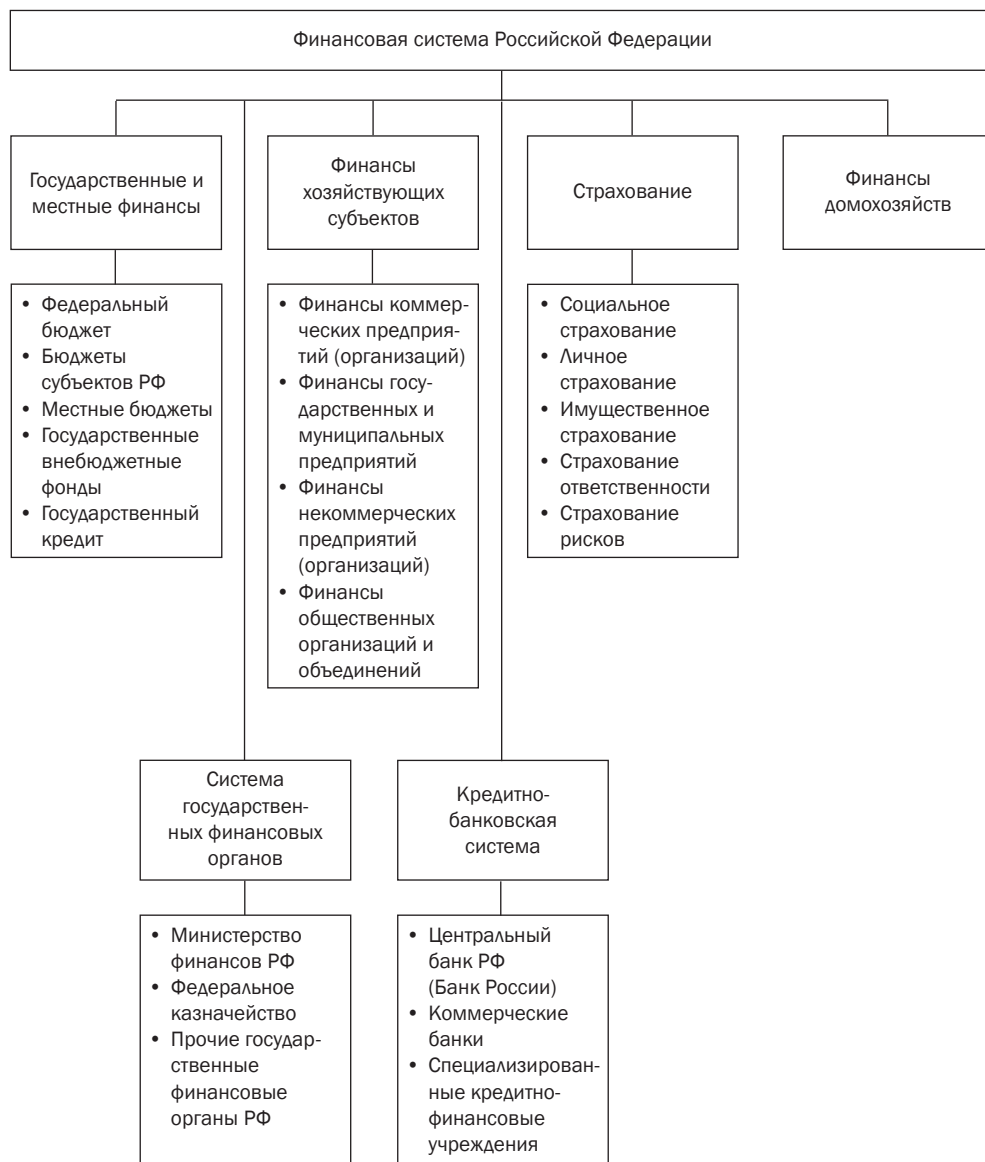 Финансовая система Российской Федерации
Государственные и
местные финансы
Финансы
хозяйствующих
субъектов
Страхование
Финансы
домохозяйств
• Федеральный
бюджет
• Бюджеты
субъектов РФ
• Местные бюджеты
• Государственные
внебюджетные
фонды
• Государственный
кредит
• Финансы коммер-
ческих предприя-
тий (организаций)
• Финансы госу-
дарственных и
муниципальных
предприятий
• Финансы
некоммерческих
предприятий
(организаций)
• Финансы
общественных
организаций и
объединений
• Социальное
страхование
• Личное
страхование
• Имущественное
страхование
• Страхование
ответственности
• Страхование
рисков
Система
государствен-
ных финансовых
органов
Кредитно-
банковская
система
• Министерство
финансов РФ
• Федеральное
казначейство
• Прочие государ-
ственные
финансовые
органы РФ
• Центральный
банк РФ
(Банк России)
• Коммерческие
банки
• Специализирован-
ные кредитно-
финансовые
учреждения